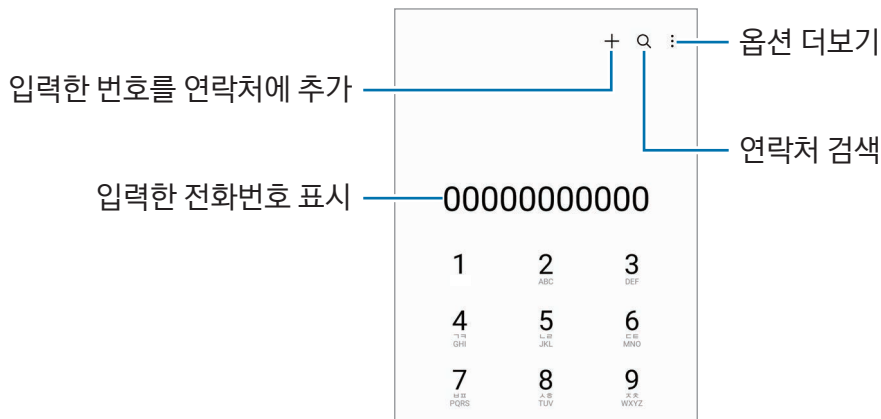 옵션 더보기
입력한 번호를 연락처에 추가
연락처 검색
입력한 전화번호 표시
00000000000
1 2 3
ABC DEF
4 5 6
ㄱㅋ ㄴㄹ ㄷㅌ
GHI JKL MNO
7 8 9
ㅂㅍ ㅅㅎ ㅈㅊ
PQRS TUV WXYZ